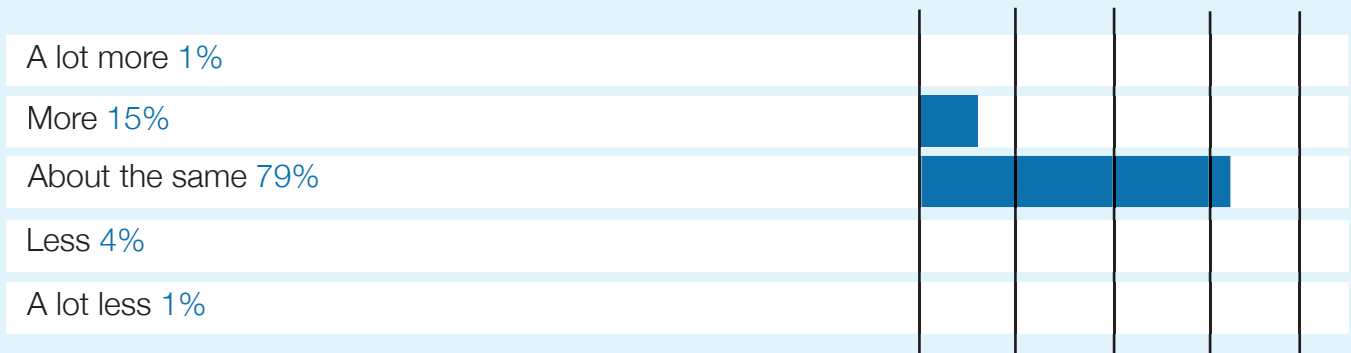 A lot more 1%
More 15%
About the same 79%
Less 4%
A lot less 1%